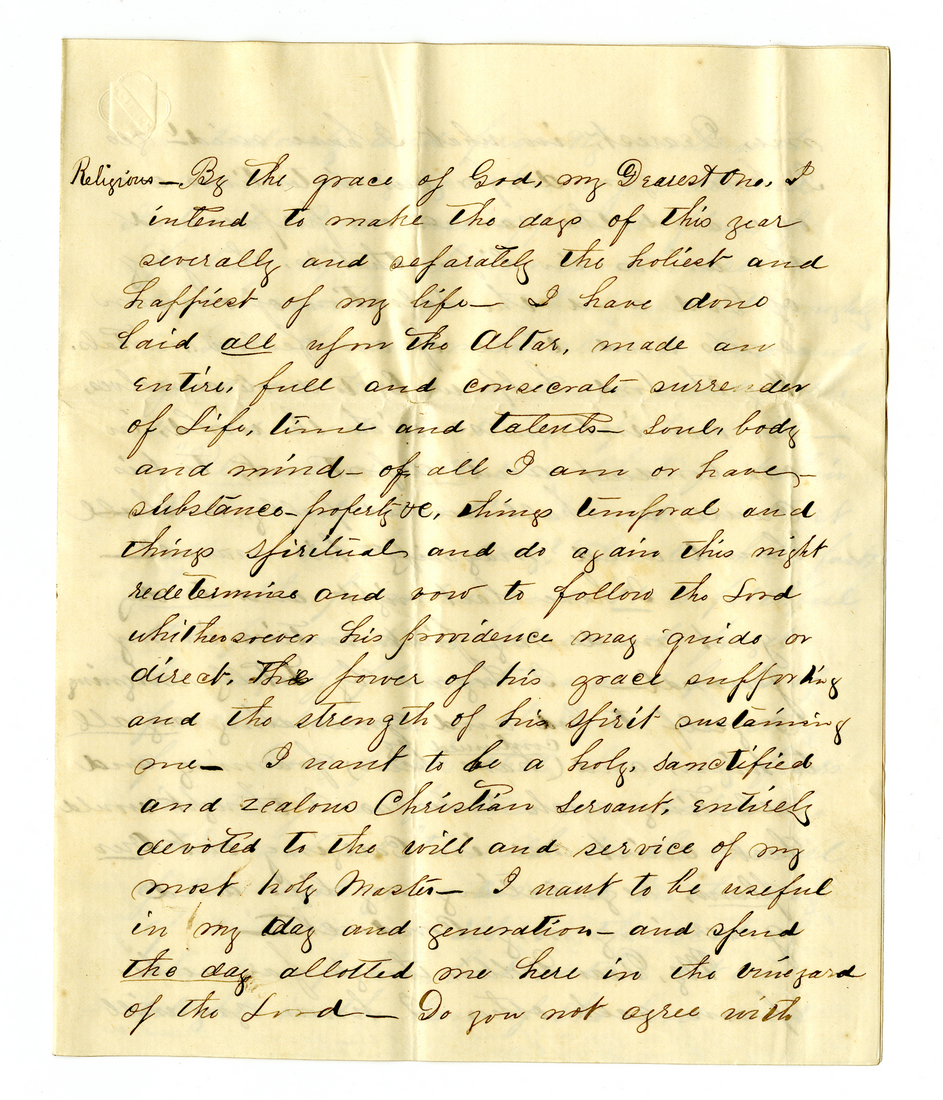 Religious — By the grace of God, my Dearest One, I
intend to make the days of this year
severally and separately the holiest and
happiest of my life — I have done
laid all upon the Altar, made an
entire, full and consecrate surrender
of Life, time and talents — Soul, body
and mind — of all I am or have, —
substance — property &c, things temporal and
things spiritual and do again this night
redetermine and vow to follow the Lord
whithersoever his providence may guide or
direct, The power of his grace supporting
and the strength of his spirit sustaining
me — I want to be a holy, sanctified
and zealous Christian Servant, entirely
devoted to the will and service of my
most holy Master — I want to be useful
in my day and generation — and spend
the day allotted me here in the vineyard
of the Lord — Do you not agree with